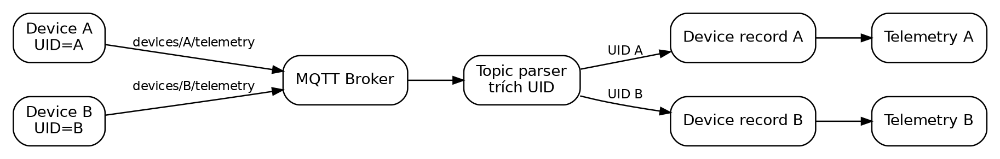 Device A
UID=A
devices/A/telemetry
Device B
UID=B
devices/B/telemetry
MQTT Broker
Topic parser
trích UID
UID A
UID B
Device record A
Telemetry A
Device record B
Telemetry B